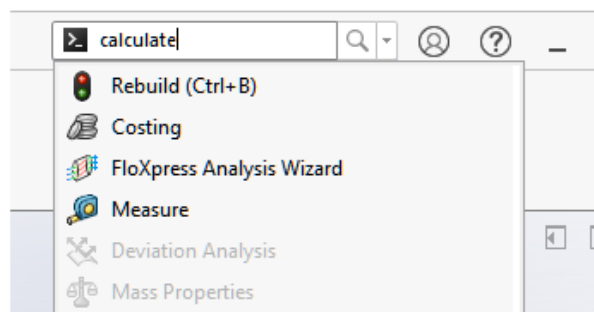 calculate
Rebuild (Ctrl+B)
Costing
FloXpress Analysis Wizard
Measure
Deviation Analysis
Mass Properties